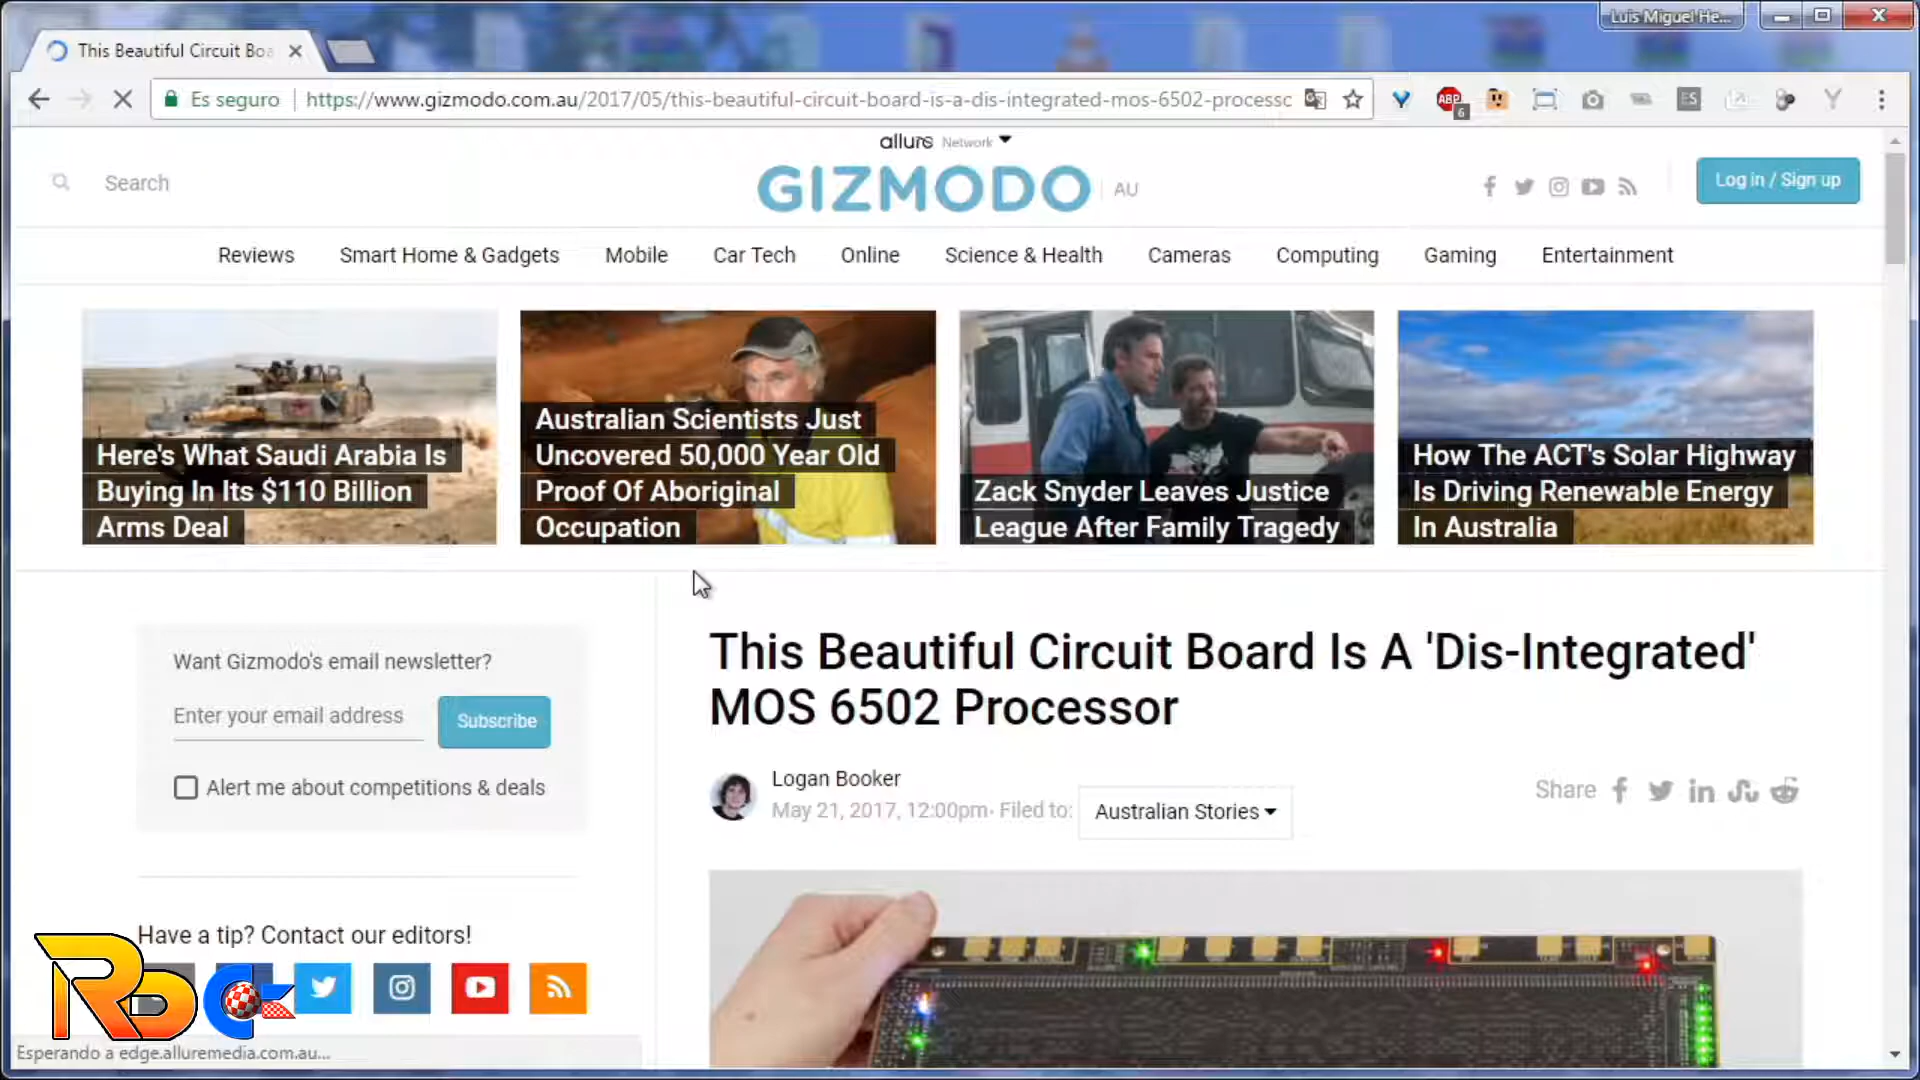 Luis Miguel He...
This Beautiful Circuit Boa
Es seguro
https://www.gizmodo.com.au/2017/05/this-beautiful-circuit-board-is-a-dis-integrated-mos-6502-processo
ABP
6
ES
allure Network
Search
GIZMODO
AU
Log in / Sign up
Reviews
Smart Home & Gadgets
Mobile
Car Tech
Online
Science & Health
Cameras
Computing
Gaming
Entertainment
Here's What Saudi Arabia Is
Buying In Its $110 Billion
Arms Deal
Australian Scientists Just
Uncovered 50,000 Year Old
Proof Of Aboriginal
Occupation
Zack Snyder Leaves Justice
League After Family Tragedy
How The ACT's Solar Highway
Is Driving Renewable Energy
In Australia
Want Gizmodo's email newsletter?
Enter your email address
Subscribe
Alert me about competitions & deals
This Beautiful Circuit Board Is A 'Dis-Integrated'
MOS 6502 Processor
Logan Booker
May 21, 2017, 12:00pm· Filed to:
Australian Stories
Share
Have a tip? Contact our editors!
Esperando a edge.alluremedia.com.au...